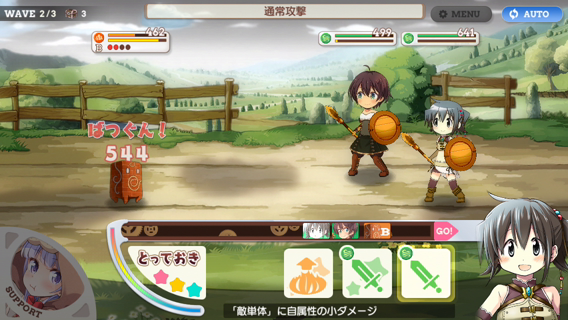 WAVE 2/3 3
通常攻撃
MENU
AUTO
462
B
499
641
ばつぐん!
544
B
GO!
とっておき
SUPPORT
「敵単体」に自属性の小ダメージ